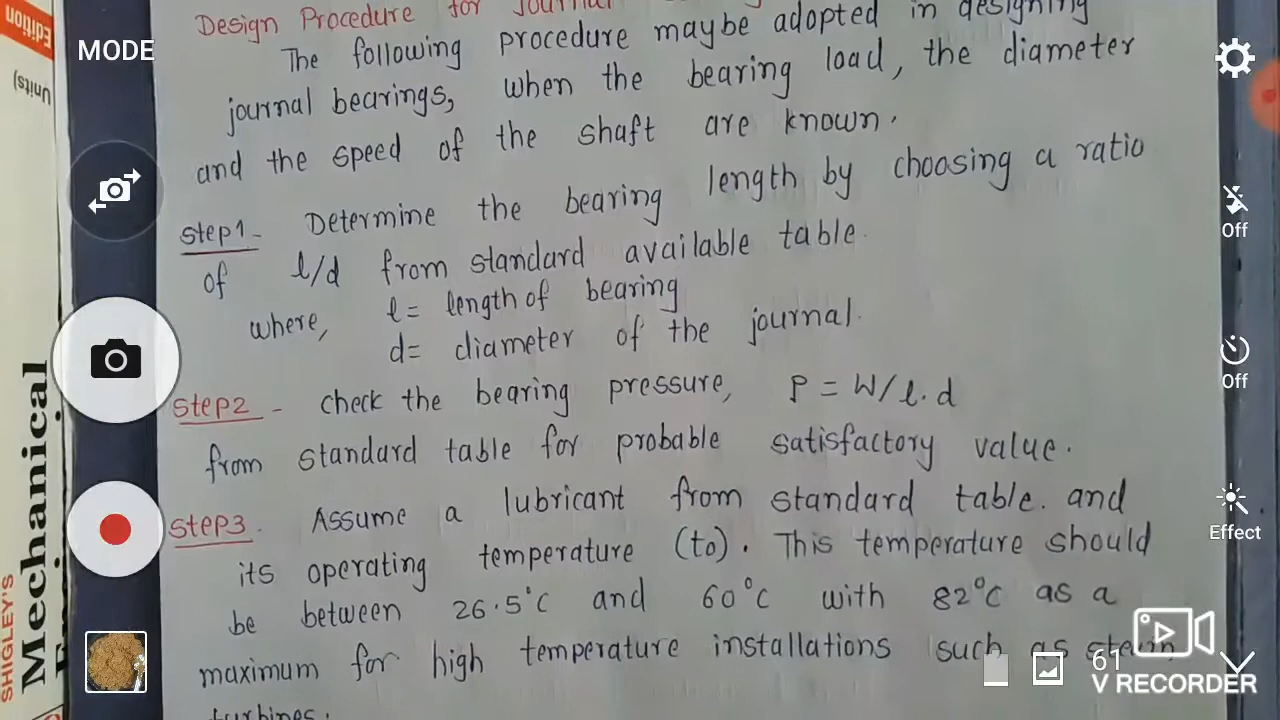 Design Procedure for Journal
The following procedure maybe adopted in designing
journal bearings, when the bearing load, the diameter
and the speed of the shaft are known.
Step1- Determine the bearing length by choosing a ratio
of l/d from standard available table.
where, l= length of bearing
d= diameter of the journal.
Step2 - check the bearing pressure, P = W/l.d
from standard table for probable satisfactory value.
Step3. Assume a lubricant from standard table. and
its operating temperature (to). This temperature should
be between 26.5°C and 60°C with 82°C as a
maximum for high temperature installations such as steam
turbines.
MODE
Off
Off
Effect
61
V RECORDER
Edition
Units)
SHIGLEY'S
Mechanical